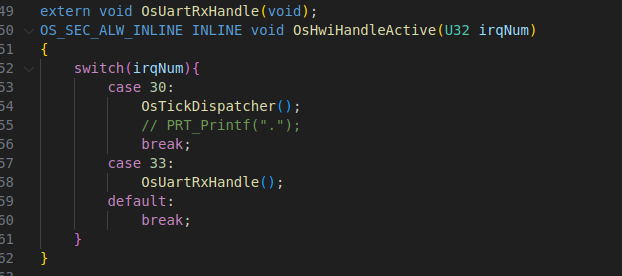 49 extern void OsUartRxHandle(void);
50 OS_SEC_ALW_INLINE INLINE void OsHwiHandleActive(U32 irqNum)
51 {
52     switch(irqNum){
53         case 30:
54             OsTickDispatcher();
55             // PRT_Printf(".");
56             break;
57         case 33:
58             OsUartRxHandle();
59         default:
60             break;
61     }
62 }